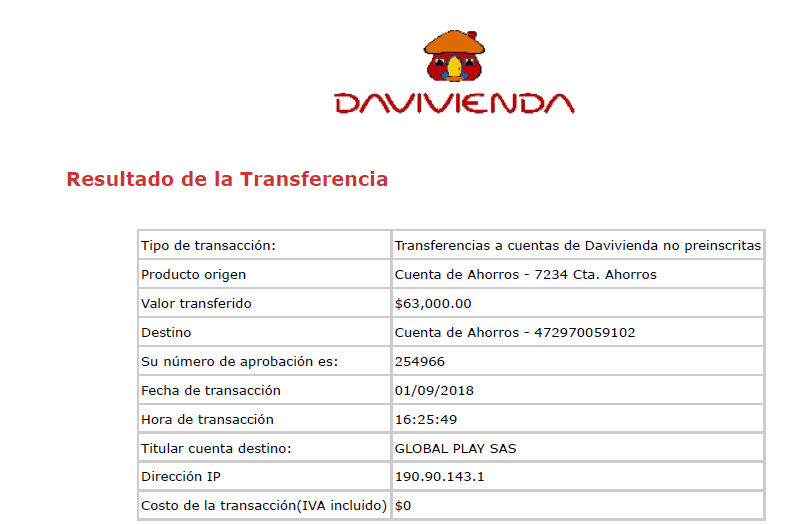 DAVIVIENDA
Resultado de la Transferencia
Tipo de transacción: Transferencias a cuentas de Davivienda no preinscritas
Producto origen Cuenta de Ahorros - 7234 Cta. Ahorros
Valor transferido $63,000.00
Destino Cuenta de Ahorros - 472970059102
Su número de aprobación es: 254966
Fecha de transacción 01/09/2018
Hora de transacción 16:25:49
Titular cuenta destino: GLOBAL PLAY SAS
Dirección IP 190.90.143.1
Costo de la transacción(IVA incluido) $0